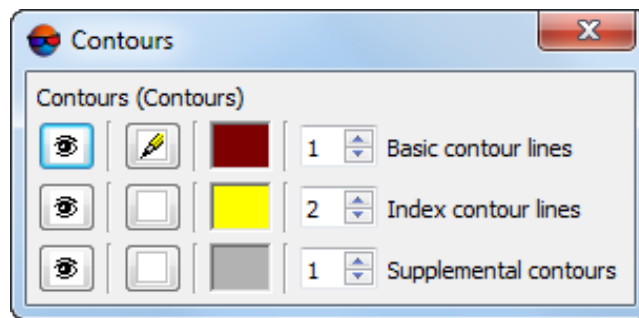 Contours
Contours (Contours)
1 Basic contour lines
2 Index contour lines
1 Supplemental contours